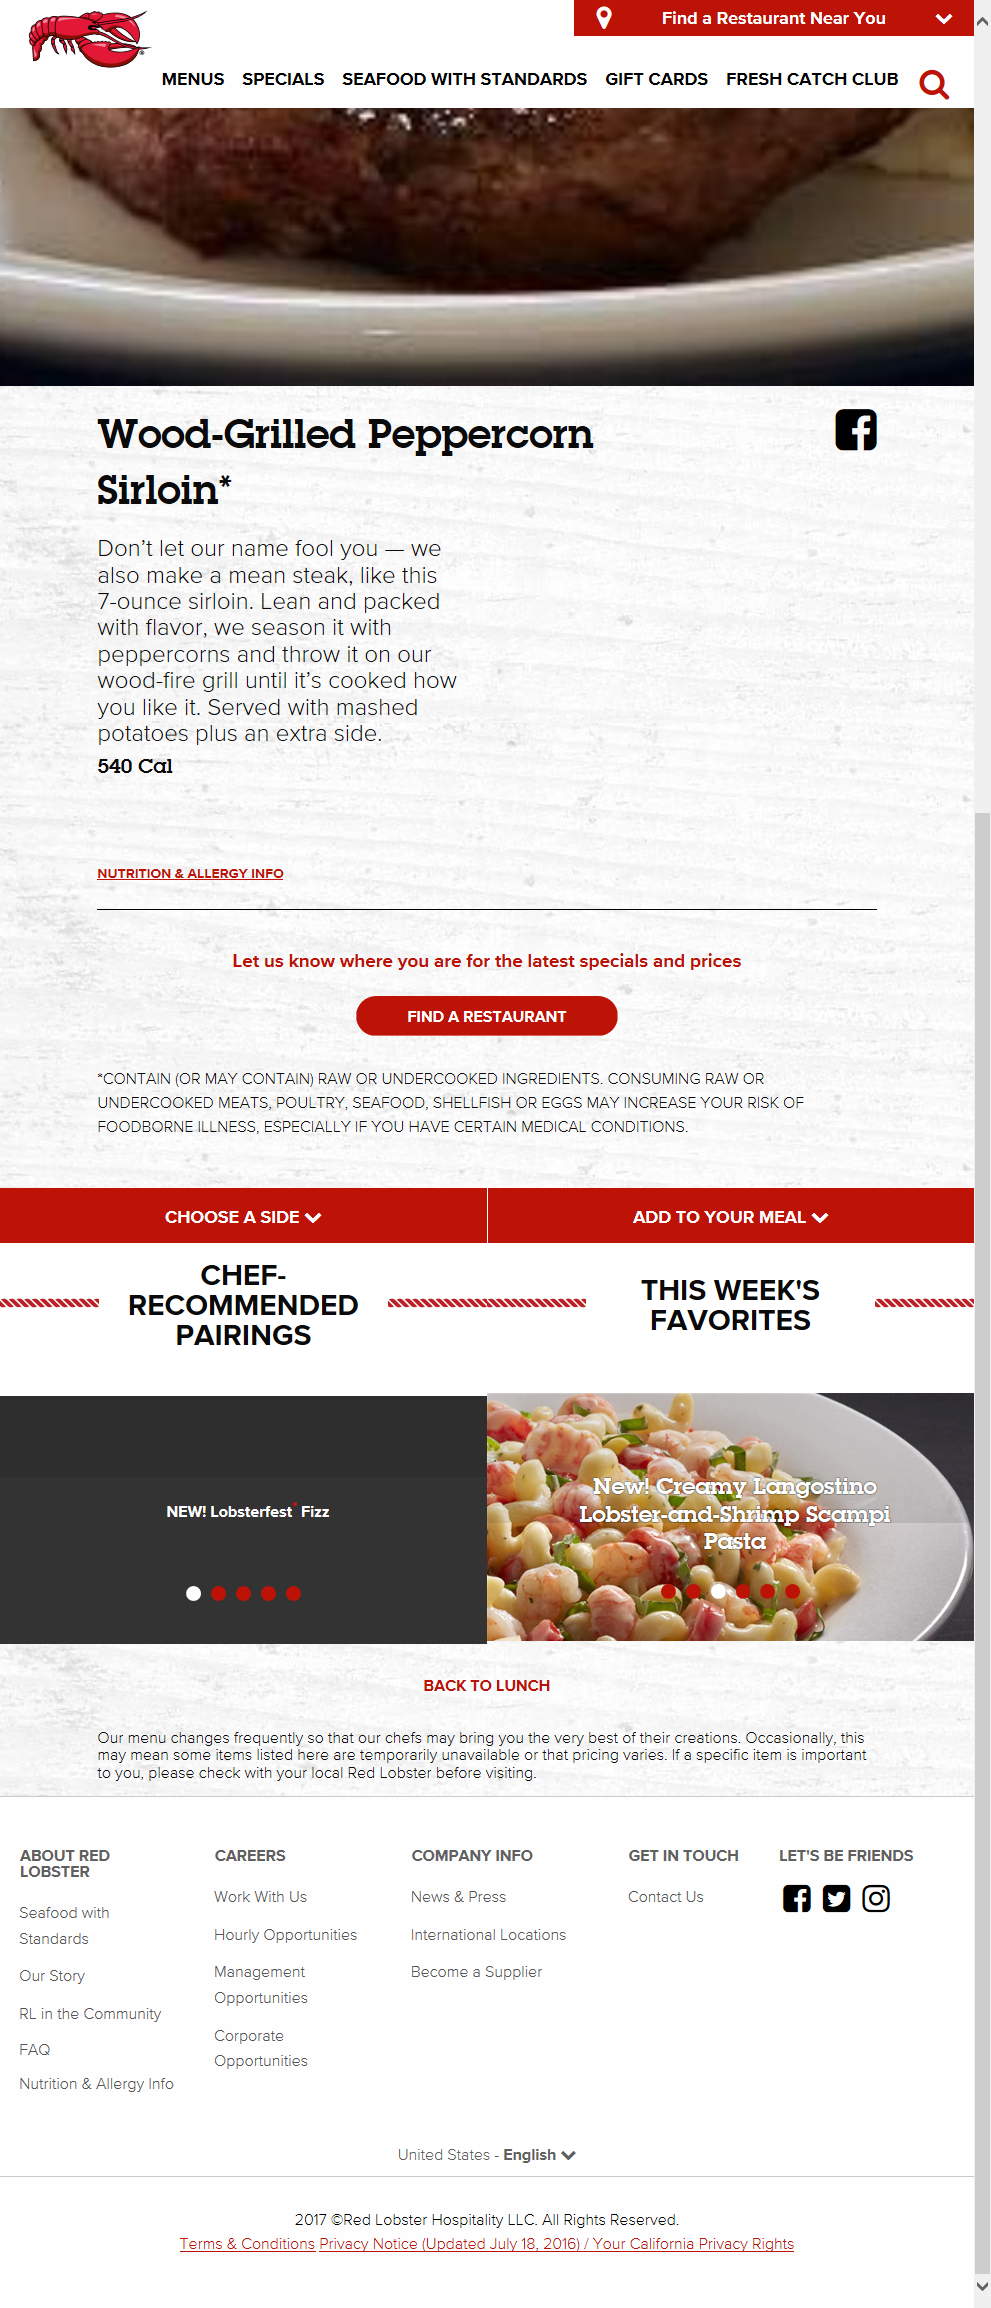 Find a Restaurant Near You
MENUS SPECIALS SEAFOOD WITH STANDARDS GIFT CARDS FRESH CATCH CLUB
Wood-Grilled Peppercorn
Sirloin*
Don't let our name fool you — we
also make a mean steak, like this
7-ounce sirloin. Lean and packed
with flavor, we season it with
peppercorns and throw it on our
wood-fire grill until it's cooked how
you like it. Served with mashed
potatoes plus an extra side.
540 Cal
NUTRITION & ALLERGY INFO
Let us know where you are for the latest specials and prices
FIND A RESTAURANT
*CONTAIN (OR MAY CONTAIN) RAW OR UNDERCOOKED INGREDIENTS. CONSUMING RAW OR
UNDERCOOKED MEATS, POULTRY, SEAFOOD, SHELLFISH OR EGGS MAY INCREASE YOUR RISK OF
FOODBORNE ILLNESS, ESPECIALLY IF YOU HAVE CERTAIN MEDICAL CONDITIONS.
CHOOSE A SIDE
ADD TO YOUR MEAL
CHEF-
RECOMMENDED
PAIRINGS
THIS WEEK'S
FAVORITES
NEW! Lobsterfest Fizz
New! Creamy Langostino
Lobster-and-Shrimp Scampi
Pasta
BACK TO LUNCH
Our menu changes frequently so that our chefs may bring you the very best of their creations. Occasionally, this
may mean some items listed here are temporarily unavailable or that pricing varies. If a specific item is important
to you, please check with your local Red Lobster before visiting.
ABOUT RED
LOBSTER
Seafood with
Standards
Our Story
RL in the Community
FAQ
Nutrition & Allergy Info
CAREERS
Work With Us
Hourly Opportunities
Management
Opportunities
Corporate
Opportunities
COMPANY INFO
News & Press
International Locations
Become a Supplier
GET IN TOUCH
Contact Us
LET'S BE FRIENDS
United States - English
2017 ©Red Lobster Hospitality LLC. All Rights Reserved.
Terms & Conditions Privacy Notice (Updated July 18, 2016) / Your California Privacy Rights